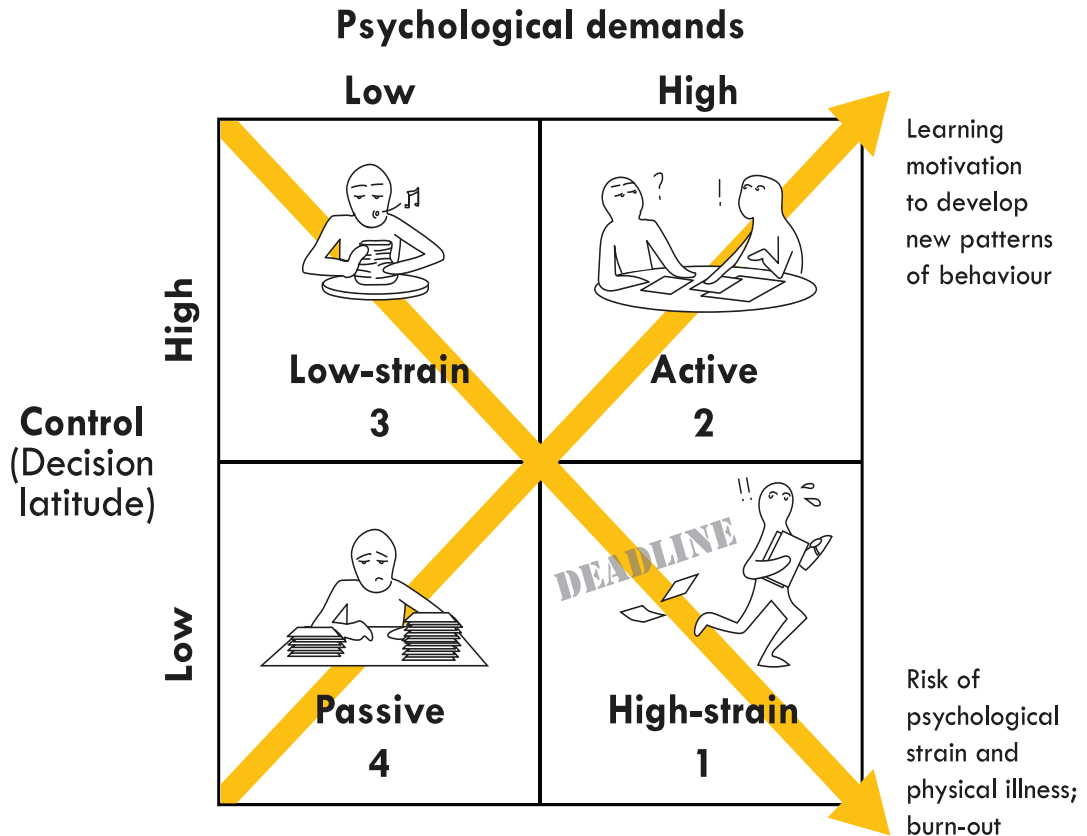 Psychological demands
Low
High
Learning
motivation
to develop
new patterns
of behaviour
?
!
High
Low-strain
3
Active
2
Control
(Decision
latitude)
!!
DEADLINE
Low
Passive
4
High-strain
1
Risk of
psychological
strain and
physical illness;
burn-out